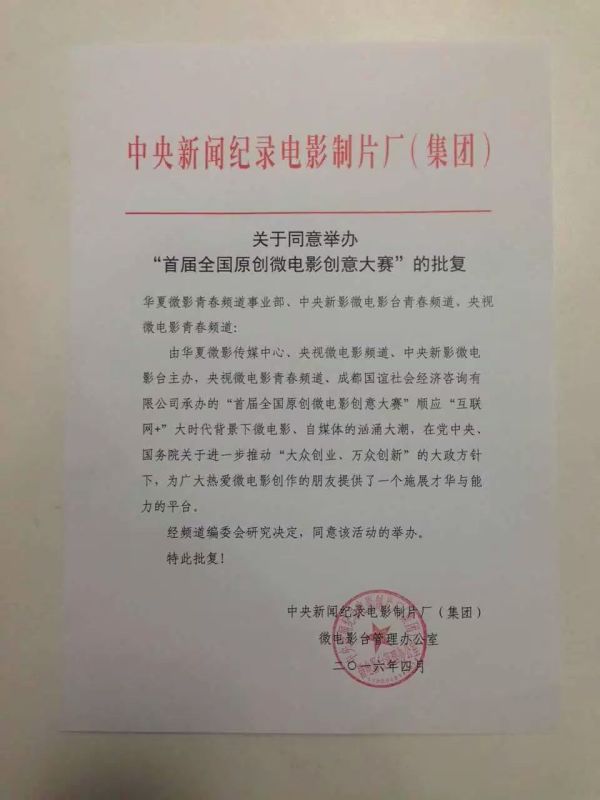 中央新闻纪录电影制片厂（集团）
关于同意举办
“首届全国原创微电影创意大赛”的批复
华夏微影青春频道事业部、中央新影微电影台青春频道、央视
微电影青春频道：
由华夏微影传媒中心、央视微电影频道、中央新影微电
影台主办，央视微电影青春频道、成都国谊社会经济咨询有
限公司承办的“首届全国原创微电影创意大赛”顺应“互联
网+”大时代背景下微电影、自媒体的汹涌大潮，在党中央、
国务院关于进一步推动“大众创业、万众创新”的大政方针
下，为广大热爱微电影创作的朋友提供了一个施展才华与能
力的平台。
经频道编委会研究决定，同意该活动的举办。
特此批复！
中央新闻纪录电影制片厂（集团）
微电影台管理办公室
二〇一六年四月